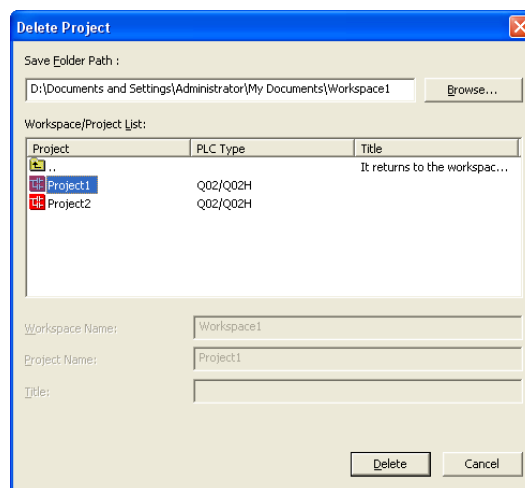 Delete Project
Save Folder Path :
D:\Documents and Settings\Administrator\My Documents\Workspace1 Browse...
Workspace/Project List:
Project PLC Type Title
.. It returns to the workspac...
Project1 Q02/Q02H
Project2 Q02/Q02H
Workspace Name: Workspace1
Project Name: Project1
Title:
Delete Cancel